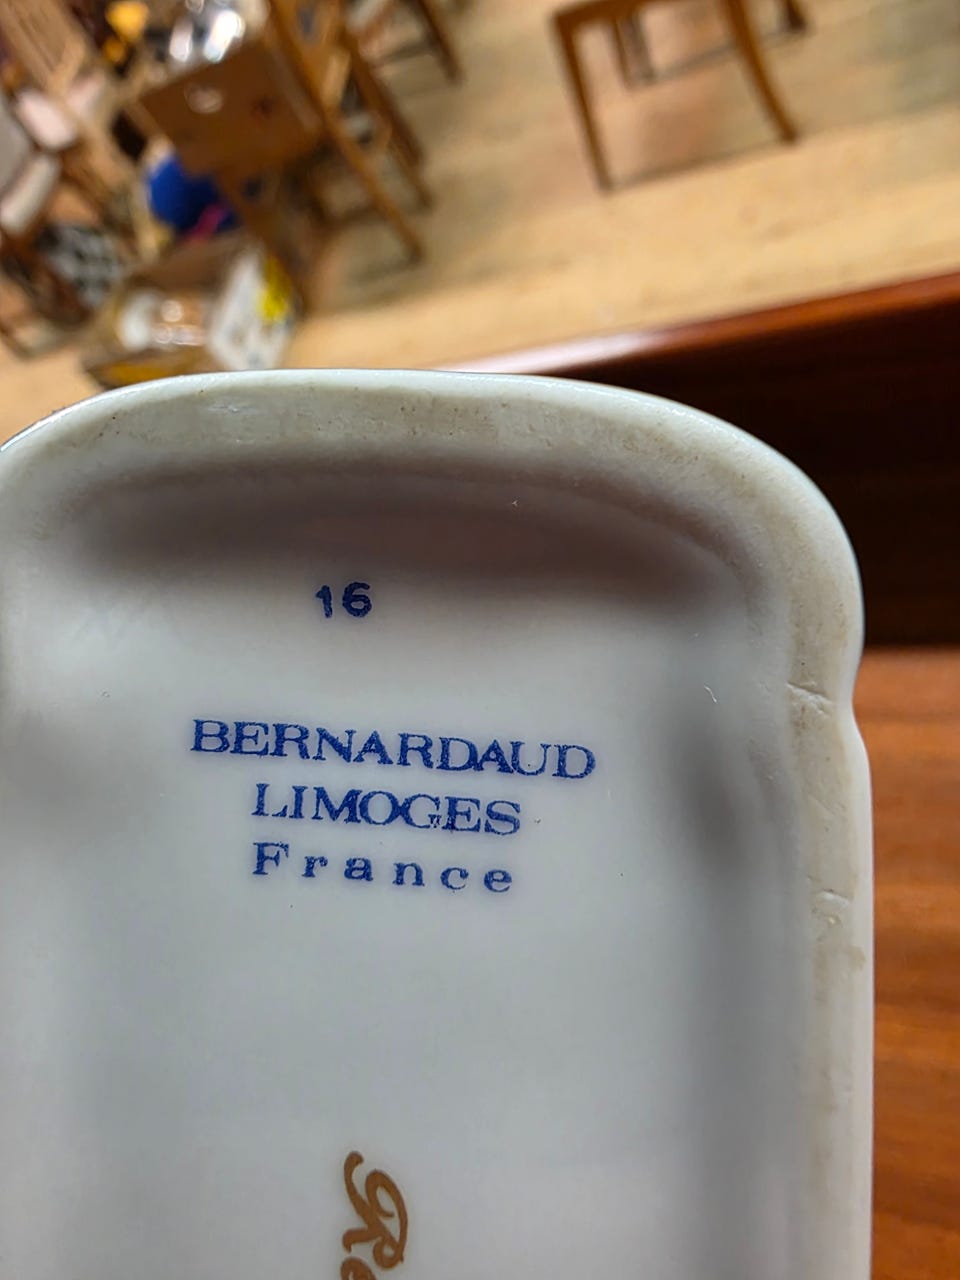 16
BERNARDAUD
LIMOGES
France